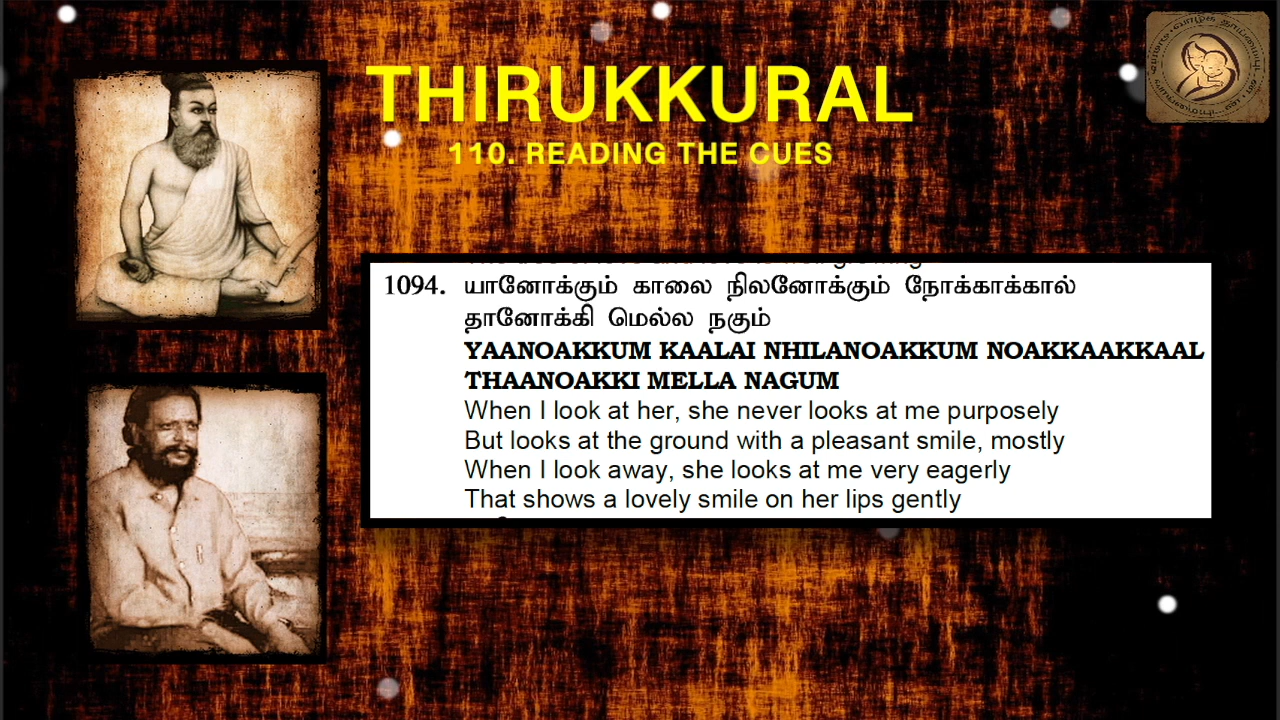 THIRUKKURAL
110. READING THE CUES
1094. யானோக்கும் காலை நிலனோக்கும் நோக்காக்கால்
தானோக்கி மெல்ல நகும்
YAANOAKKUM KAALAI NHILANOAKKUM NOAKKAAKKAAL
THAANOAKKI MELLA NAGUM
When I look at her, she never looks at me purposely
But looks at the ground with a pleasant smile, mostly
When I look away, she looks at me very eagerly
That shows a lovely smile on her lips gently